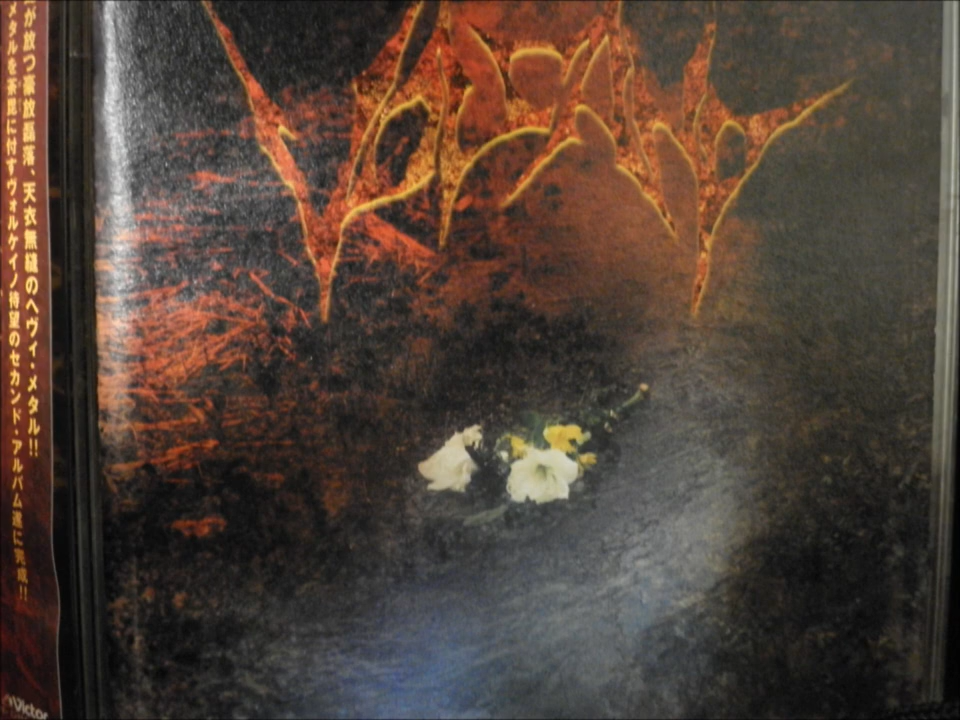 が放つ豪放磊落、天衣無縫のヘヴィ・メタル!!
メタルを荼毘に付すヴォルケイノ待望のセカンド・アルバム遂に完成!!
Victor